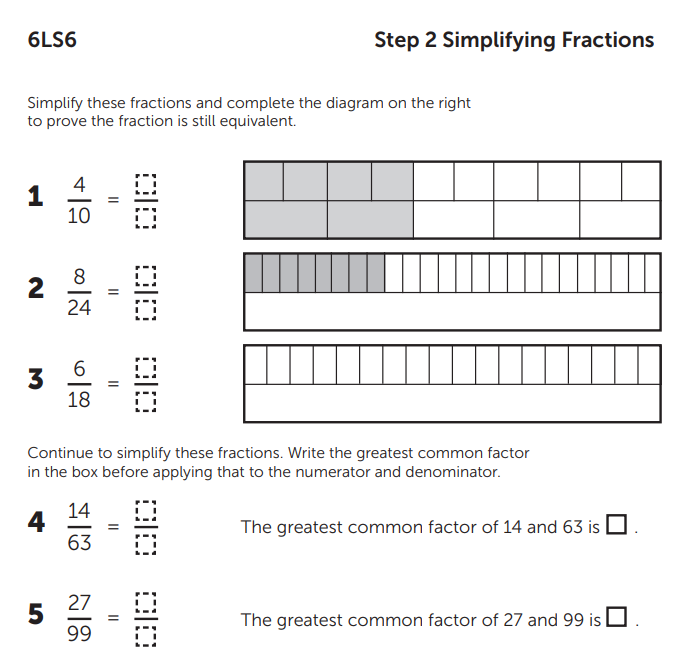 6LS6 Step 2 Simplifying Fractions
Simplify these fractions and complete the diagram on the right
to prove the fraction is still equivalent.
1 4/10 =
2 8/24 =
3 6/18 =
Continue to simplify these fractions. Write the greatest common factor
in the box before applying that to the numerator and denominator.
4 14/63 = The greatest common factor of 14 and 63 is .
5 27/99 = The greatest common factor of 27 and 99 is .